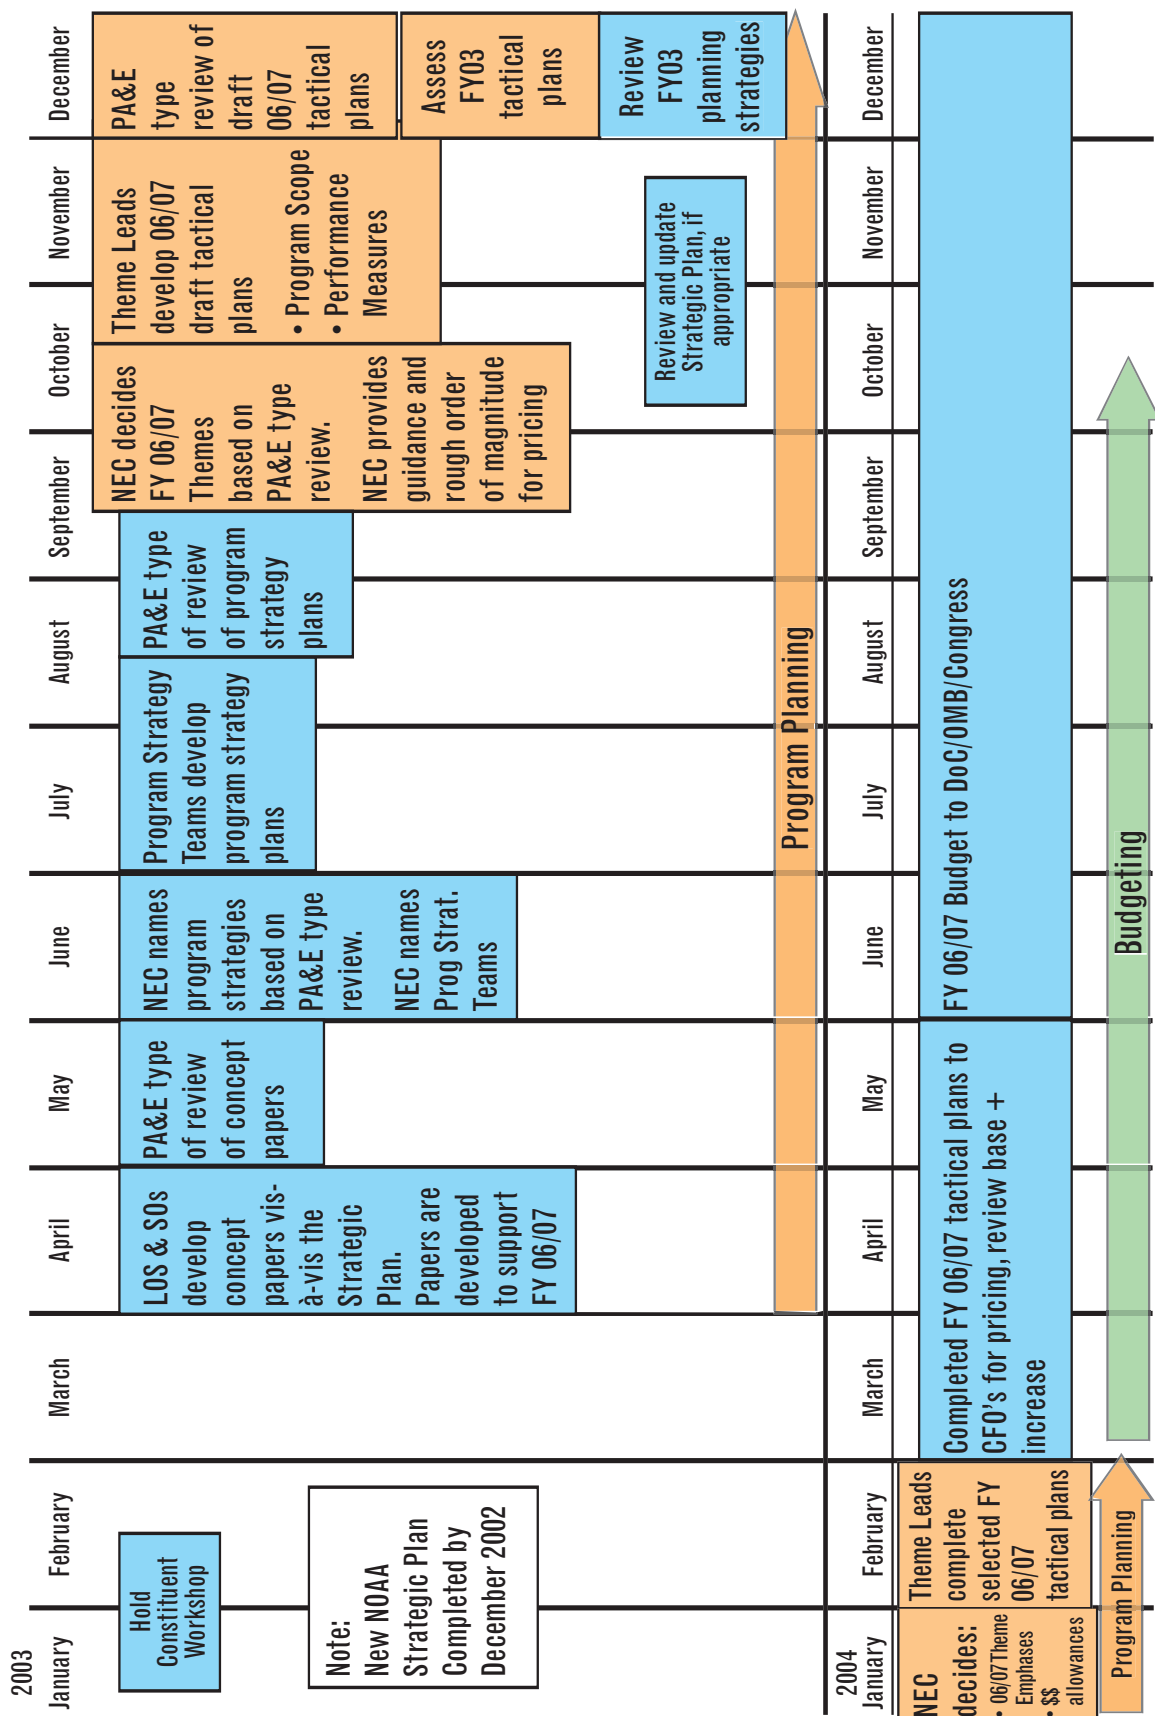 2003
January
February
March
April
May
June
July
August
September
October
November
December
Hold
Constituent
Workshop
Note:
New NOAA
Strategic Plan
Completed by
December 2002
LOS & SOs
develop
concept
papers vis-
à-vis the
Strategic
Plan.
Papers are
developed
to support
FY 06/07
PA&E type
of review
of concept
papers
NEC names
program
strategies
based on
PA&E type
review.
NEC names
Prog Strat.
Teams
Program Strategy
Teams develop
program strategy
plans
PA&E type
of review
of program
strategy
plans
NEC decides
FY 06/07
Themes
based on
PA&E type
review.
NEC provides
guidance and
rough order
of magnitude
for pricing
Theme Leads
develop 06/07
draft tactical
plans
• Program Scope
• Performance
Measures
PA&E
type
review of
draft
06/07
tactical
plans
Assess
FY03
tactical
plans
Review
FY03
planning
strategies
Review and update
Strategic Plan, if
appropriate
Program Planning
2004
January
February
March
April
May
June
July
August
September
October
November
December
NEC
decides:
• 06/07 Theme
Emphases
• $$
allowances
Theme Leads
complete
selected FY
06/07
tactical plans
Completed FY 06/07 tactical plans to
CFO's for pricing, review base +
increase
FY 06/07 Budget to DoC/OMB/Congress
Program Planning
Budgeting